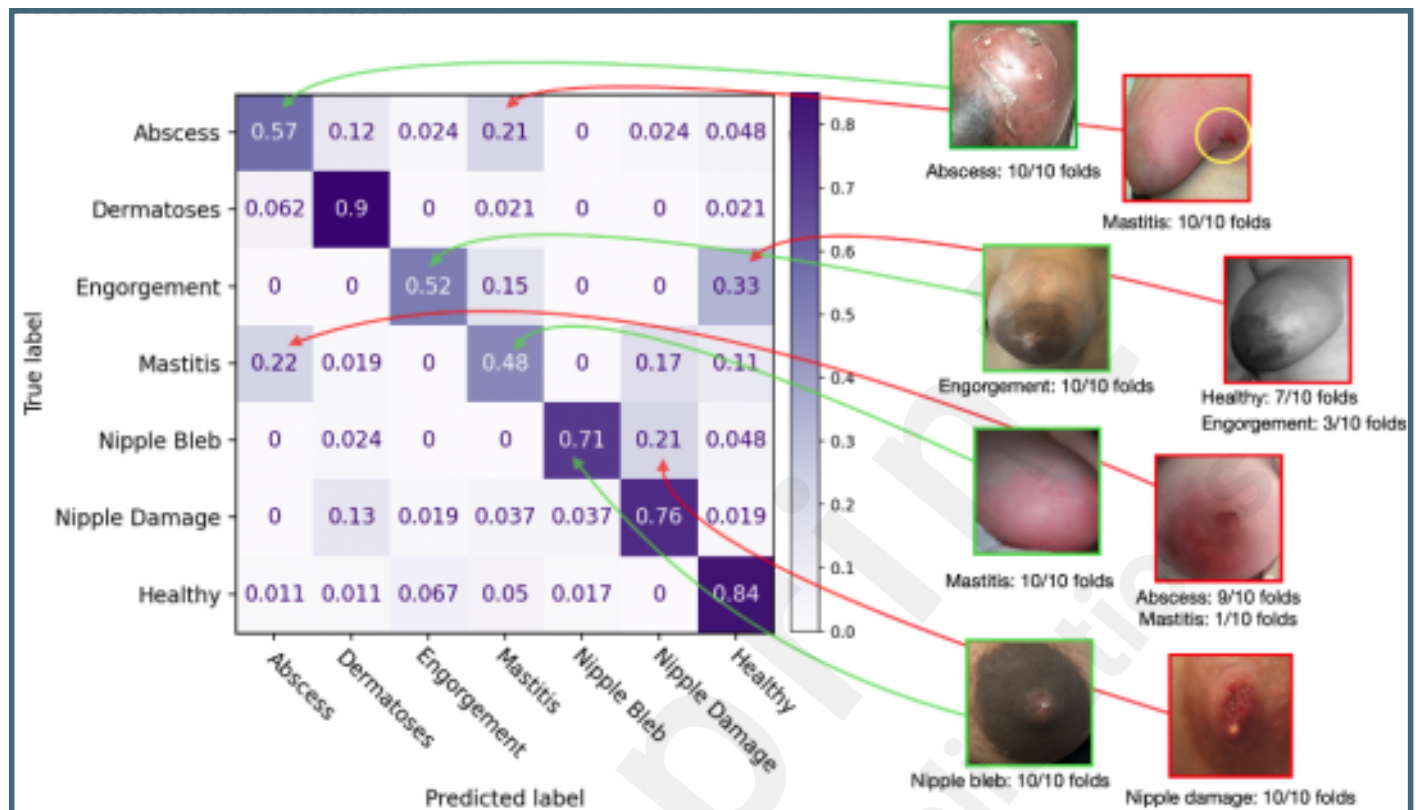 Abscess 0.57 0.12 0.024 0.21 0 0.024 0.048
Dermatoses 0.062 0.9 0 0.021 0 0 0.021
Engorgement 0 0 0.52 0.15 0 0 0.33
Mastitis 0.22 0.019 0 0.48 0 0.17 0.11
Nipple Bleb 0 0.024 0 0 0.71 0.21 0.048
Nipple Damage 0 0.13 0.019 0.037 0.037 0.76 0.019
Healthy 0.011 0.011 0.067 0.05 0.017 0 0.84
True label
Abscess
Dermatoses
Engorgement
Mastitis
Nipple Bleb
Nipple Damage
Healthy
Predicted label
0.8
0.7
0.6
0.5
0.4
0.3
0.2
0.1
0.0
Abscess: 10/10 folds
Mastitis: 10/10 folds
Engorgement: 10/10 folds
Healthy: 7/10 folds
Engorgement: 3/10 folds
Mastitis: 10/10 folds
Abscess: 9/10 folds
Mastitis: 1/10 folds
Nipple bleb: 10/10 folds
Nipple damage: 10/10 folds